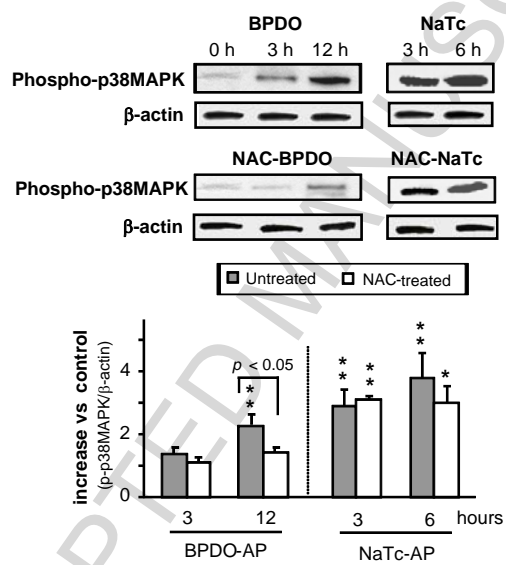 BPDO NaTc
0 h 3 h 12 h 3 h 6 h
Phospho-p38MAPK
β-actin
NAC-BPDO NAC-NaTc
Phospho-p38MAPK
β-actin
Untreated NAC-treated
increase vs control
(p-p38MAPK/β-actin)
4
2
0
p < 0.05
* *
* *
* *
* *
*
3 12 3 6 hours
BPDO-AP NaTc-AP
PTED MANUSC